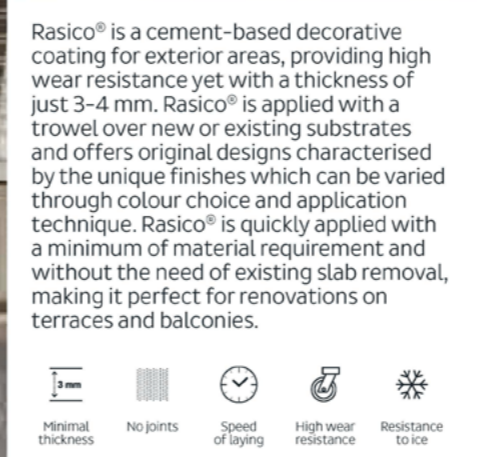 Rasico® is a cement-based decorative
coating for exterior areas, providing high
wear resistance yet with a thickness of
just 3-4 mm. Rasico® is applied with a
trowel over new or existing substrates
and offers original designs characterised
by the unique finishes which can be varied
through colour choice and application
technique. Rasico® is quickly applied with
a minimum of material requirement and
without the need of existing slab removal,
making it perfect for renovations on
terraces and balconies.
3 mm
Minimal
thickness
No joints
Speed
of laying
High wear
resistance
Resistance
to ice